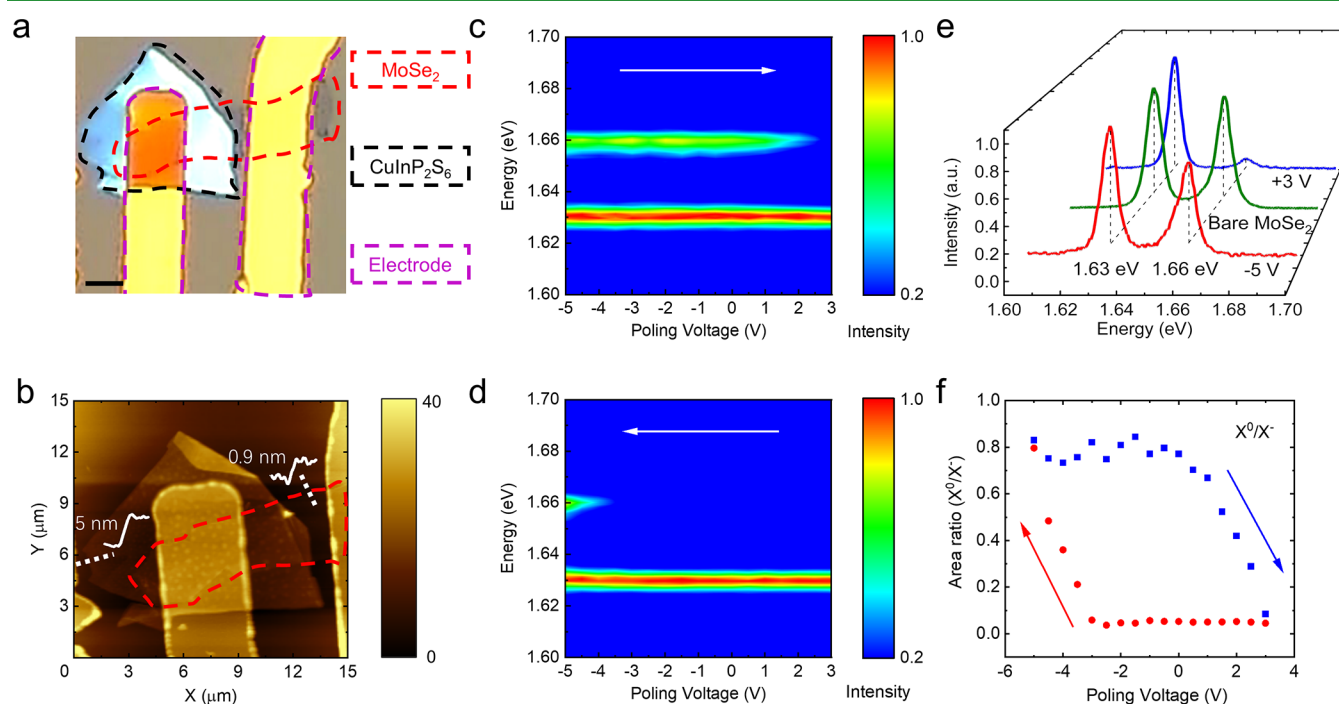 a
MoSe₂
CuInP₂S₆
Electrode
b
15
12
9
6
3
0
3
6
9
12
15
Y (μm)
X (μm)
0.9 nm
5 nm
40
0
c
1.70
1.68
1.66
1.64
1.62
1.60
-5 -4 -3 -2 -1 0 1 2 3
Energy (eV)
Poling Voltage (V)
1.0
0.2
Intensity
d
1.70
1.68
1.66
1.64
1.62
1.60
-5 -4 -3 -2 -1 0 1 2 3
Energy (eV)
Poling Voltage (V)
1.0
0.2
Intensity
e
1.0
0.8
0.6
0.4
0.2
0.0
Intensity (a.u.)
+3 V
Bare MoSe₂
-5 V
1.63 eV 1.66 eV
1.60 1.62 1.64 1.66 1.68 1.70
Energy (eV)
f
X⁰/X⁻
1.0
0.8
0.6
0.4
0.2
0.0
Area ratio (X⁰/X⁻)
-6 -4 -2 0 2 4
Poling Voltage (V)